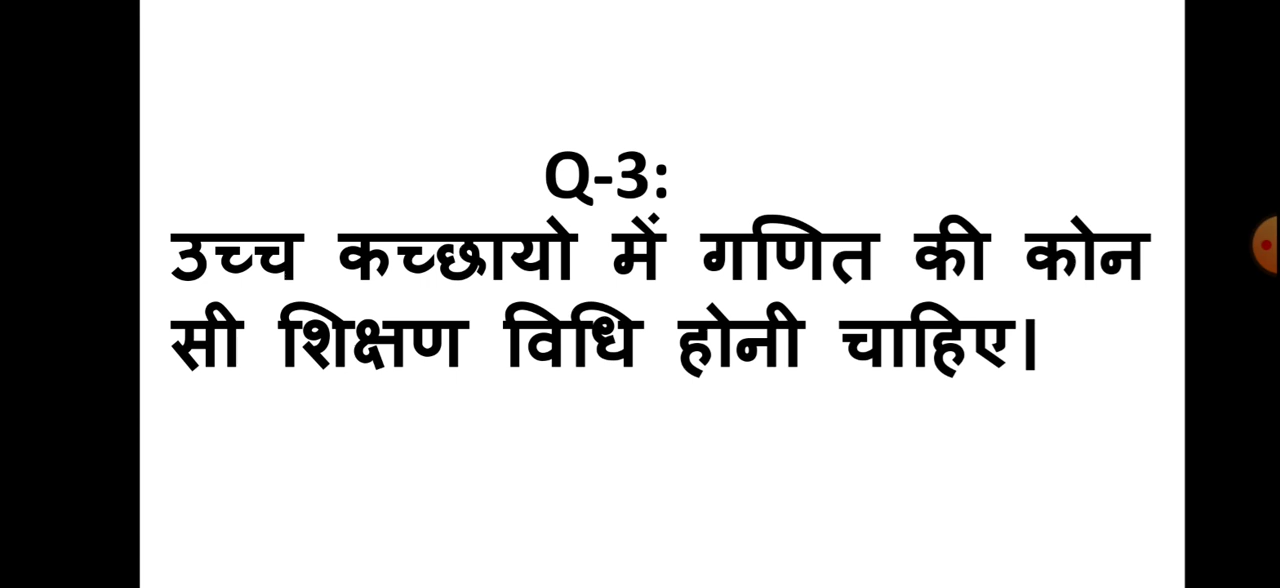 Q-3:
उच्च कच्छायो में गणित की कोन
सी शिक्षण विधि होनी चाहिए।